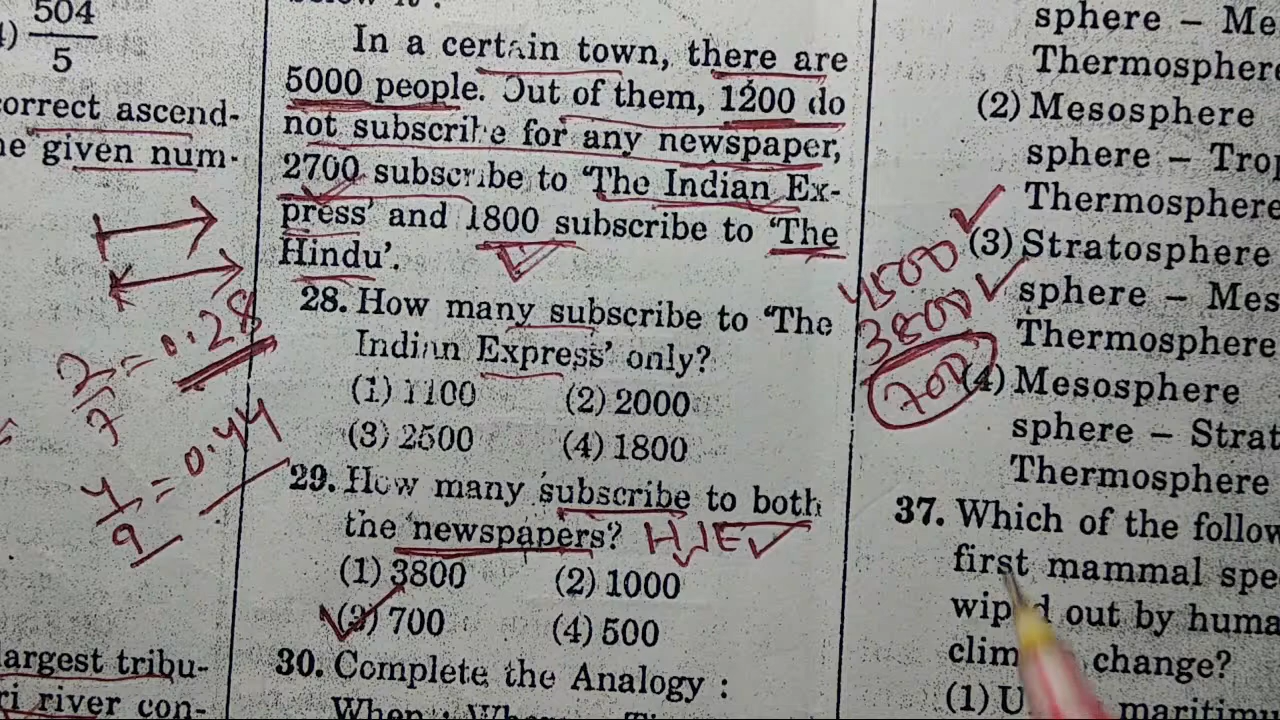 504
5
correct ascend-
given num-
2/7 = 0.28
4/9 = 0.44
largest tribu-
river con-
below it :
In a certain town, there are
5000 people. Out of them, 1200 do
not subscribe for any newspaper,
2700 subscribe to 'The Indian Ex-
press' and 1800 subscribe to 'The
Hindu'.
28. How many subscribe to 'The
Indian Express' only?
(1) 1100 (2) 2000
(3) 2500 (4) 1800
29. How many subscribe to both
the newspapers? H, IE
(1) 3800 (2) 1000
(3) 700 (4) 500
30. Complete the Analogy :
4500
3800
700
sphere – Me
Thermosphere
(2) Mesosphere
sphere – Trop
Thermosphere
(3) Stratosphere
sphere – Mes
Thermosphere
(4) Mesosphere
sphere – Strat
Thermosphere
37. Which of the follow
first mammal spe
out by huma
change?
(1) U maritimu